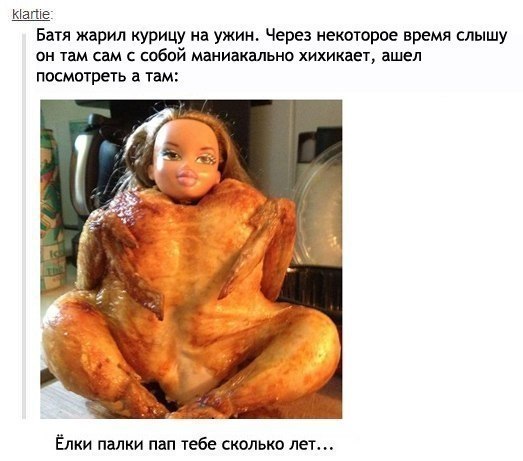 klartie:
Батя жарил курицу на ужин. Через некоторое время слышу
он там сам с собой маниакально хихикает, ашел
посмотреть а там:
Ёлки палки пап тебе сколько лет...